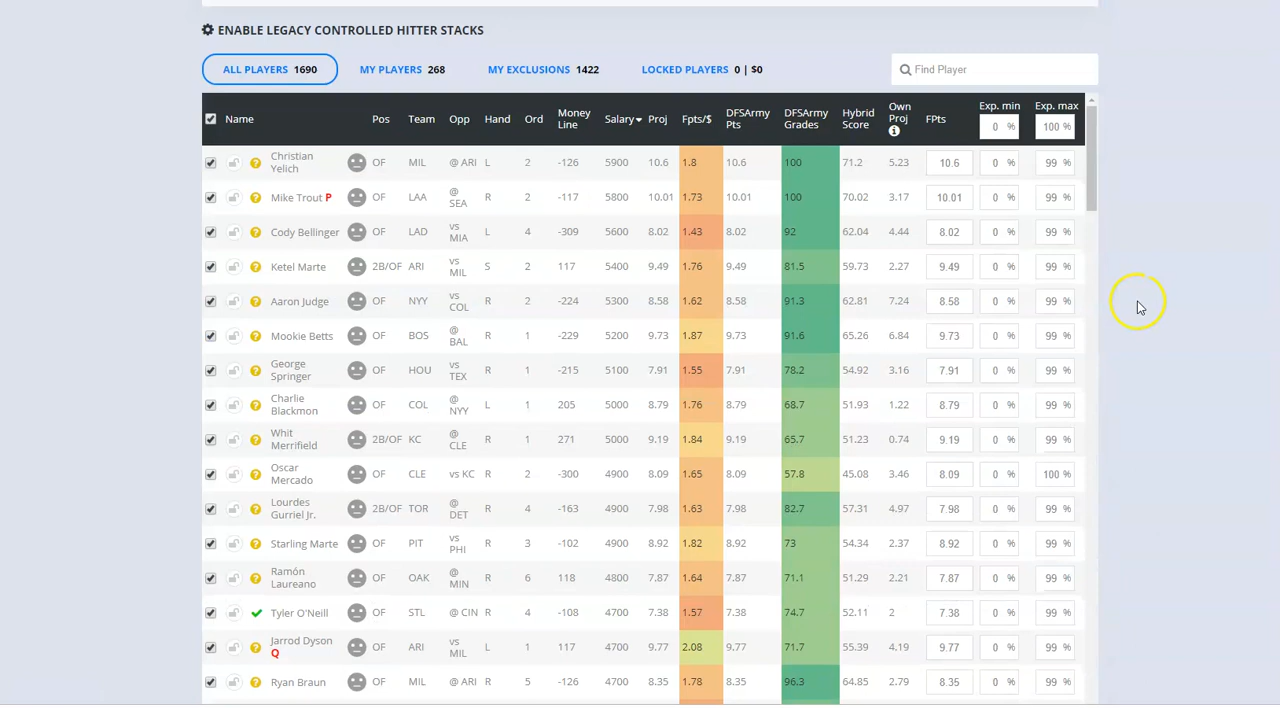 ENABLE LEGACY CONTROLLED HITTER STACKS
ALL PLAYERS 1690 MY PLAYERS 268 MY EXCLUSIONS 1422 LOCKED PLAYERS 0 | $0 Find Player
Name Pos Team Opp Hand Ord Money Line Salary Proj Fpts/$ DFSArmy Pts DFSArmy Grades Hybrid Score Own Proj FPts Exp. min 0 % Exp. max 100 %
Christian Yelich OF MIL @ ARI L 2 -126 5900 10.6 1.8 10.6 100 71.2 5.23 10.6 0 % 99 %
Mike Trout P OF LAA @ SEA R 2 -117 5800 10.01 1.73 10.01 100 70.02 3.17 10.01 0 % 99 %
Cody Bellinger OF LAD vs MIA L 4 -309 5600 8.02 1.43 8.02 92 62.04 4.44 8.02 0 % 99 %
Ketel Marte 2B/OF ARI vs MIL S 2 117 5400 9.49 1.76 9.49 81.5 59.73 2.27 9.49 0 % 99 %
Aaron Judge OF NYY vs COL R 2 -224 5300 8.58 1.62 8.58 91.3 62.81 7.24 8.58 0 % 99 %
Mookie Betts OF BOS @ BAL R 1 -229 5200 9.73 1.87 9.73 91.6 65.26 6.84 9.73 0 % 99 %
George Springer OF HOU vs TEX R 1 -215 5100 7.91 1.55 7.91 78.2 54.92 3.16 7.91 0 % 99 %
Charlie Blackmon OF COL @ NYY L 1 205 5000 8.79 1.76 8.79 68.7 51.93 1.22 8.79 0 % 99 %
Whit Merrifield 2B/OF KC @ CLE R 1 271 5000 9.19 1.84 9.19 65.7 51.23 0.74 9.19 0 % 99 %
Oscar Mercado OF CLE vs KC R 2 -300 4900 8.09 1.65 8.09 57.8 45.08 3.46 8.09 0 % 100 %
Lourdes Gurriel Jr. 2B/OF TOR @ DET R 4 -163 4900 7.98 1.63 7.98 82.7 57.31 4.97 7.98 0 % 99 %
Starling Marte OF PIT vs PHI R 3 -102 4900 8.92 1.82 8.92 73 54.34 2.37 8.92 0 % 99 %
Ramón Laureano OF OAK @ MIN R 6 118 4800 7.87 1.64 7.87 71.1 51.29 2.21 7.87 0 % 99 %
Tyler O'Neill OF STL @ CIN R 4 -108 4700 7.38 1.57 7.38 74.7 52.11 2 7.38 0 % 99 %
Jarrod Dyson Q OF ARI vs MIL L 1 117 4700 9.77 2.08 9.77 71.7 55.39 4.19 9.77 0 % 99 %
Ryan Braun OF MIL @ ARI R 5 -126 4700 8.35 1.78 8.35 96.3 64.85 2.79 8.35 0 % 99 %